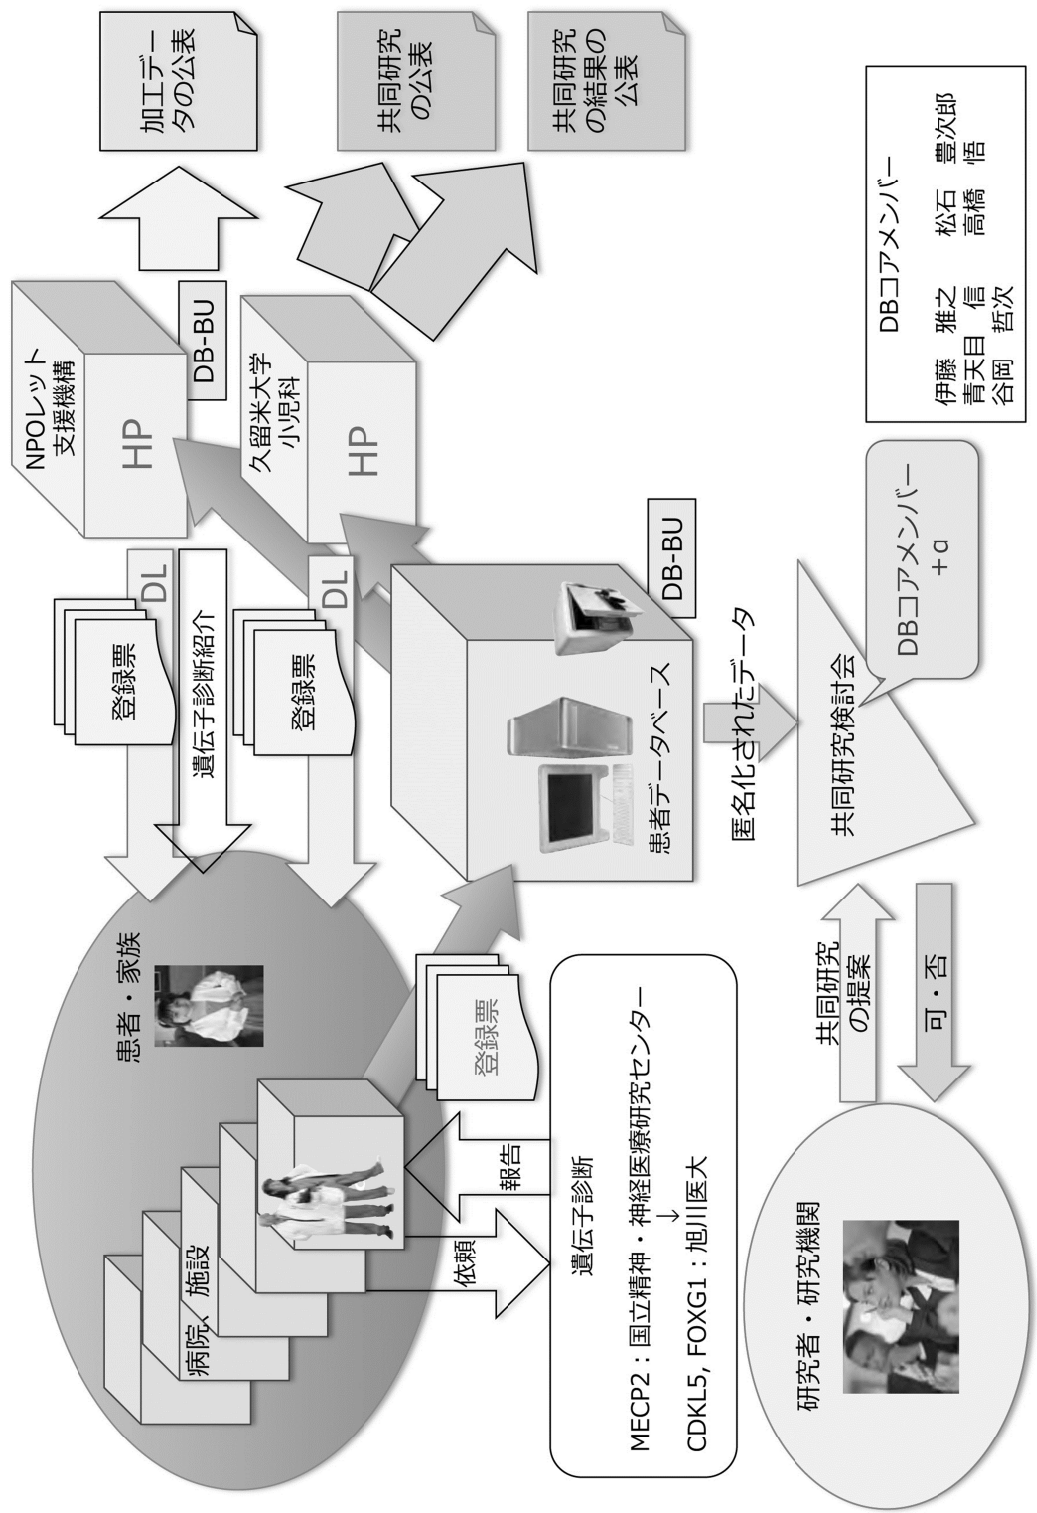 患者・家族
病院、施設
登録票
DL
遺伝子診断紹介
登録票
DL
NPOレット
支援機構
HP
DB-BU
加工デー
タの公表
久留米大学
小児科
HP
共同研究
の公表
共同研究
の結果の
公表
依頼
報告
登録票
患者データベース
DB-BU
遺伝子診断
MECP2：国立精神・神経医療研究センター
↓
CDKL5, FOXG1：旭川医大
匿名化されたデータ
研究者・研究機関
共同研究
の提案
可・否
共同研究検討会
DBコアメンバー
+α
DBコアメンバー
伊藤　雅之　　松石　豊次郎
青天目　信　　高橋　悟
谷岡　哲次